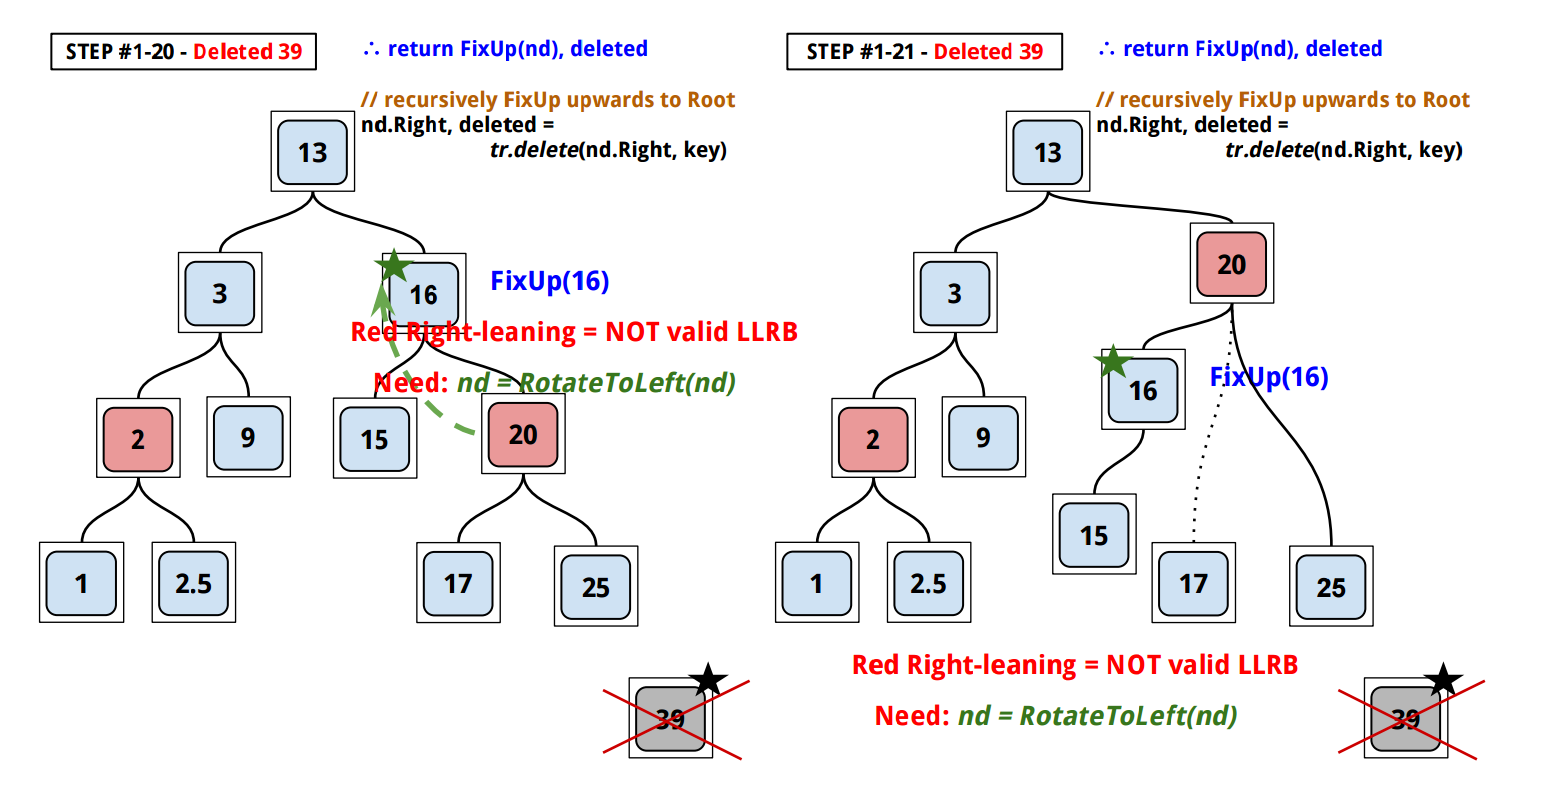 STEP #1-20 - Deleted 39
∴ return FixUp(nd), deleted
// recursively FixUp upwards to Root
nd.Right, deleted =
tr.delete(nd.Right, key)
13
3
16
FixUp(16)
Red Right-leaning = NOT valid LLRB
Need: nd = RotateToLeft(nd)
2
9
15
20
1
2.5
17
25
39
STEP #1-21 - Deleted 39
∴ return FixUp(nd), deleted
// recursively FixUp upwards to Root
nd.Right, deleted =
tr.delete(nd.Right, key)
13
20
3
16
FixUp(16)
2
9
15
1
2.5
17
25
Red Right-leaning = NOT valid LLRB
Need: nd = RotateToLeft(nd)
39